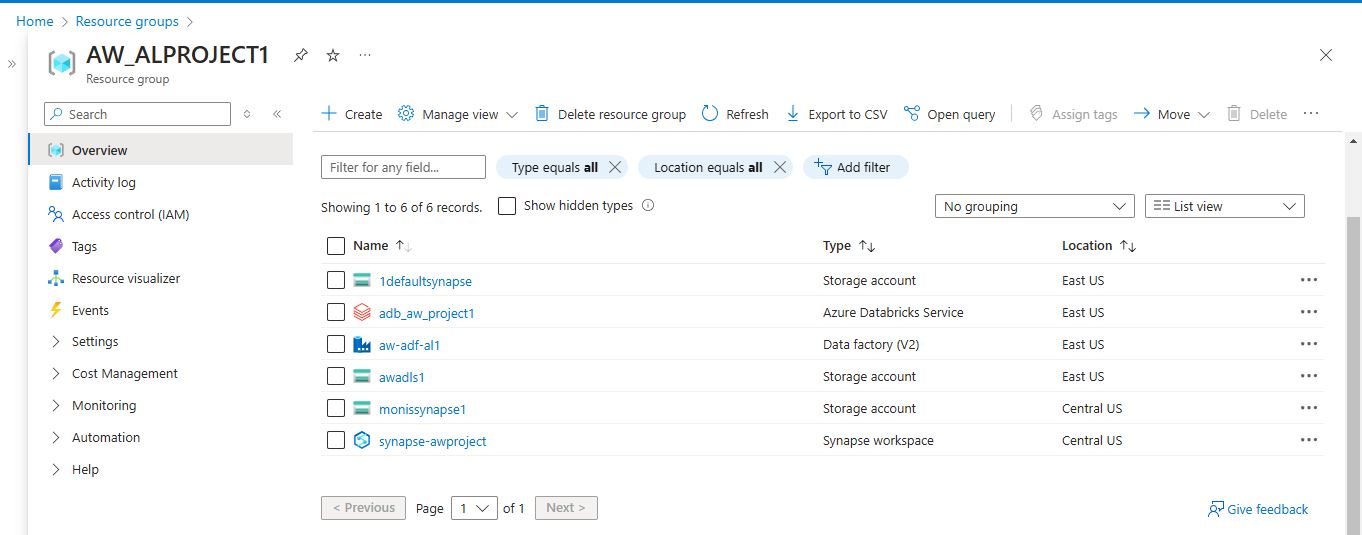 Home > Resource groups >
» AW_ALPROJECT1 ...
Resource group
Search «
+ Create Manage view Delete resource group Refresh Export to CSV Open query Assign tags Move Delete ...
Overview
Activity log
Access control (IAM)
Tags
Resource visualizer
Events
Settings
Cost Management
Monitoring
Automation
Help
Filter for any field... Type equals all Location equals all Add filter
Showing 1 to 6 of 6 records. Show hidden types No grouping List view
Name ↑↓ Type ↑↓ Location ↑↓
1defaultsynapse Storage account East US ...
adb_aw_project1 Azure Databricks Service East US ...
aw-adf-al1 Data factory (V2) East US ...
awadls1 Storage account East US ...
monissynapse1 Storage account Central US ...
synapse-awproject Synapse workspace Central US ...
< Previous Page 1 of 1 Next > Give feedback